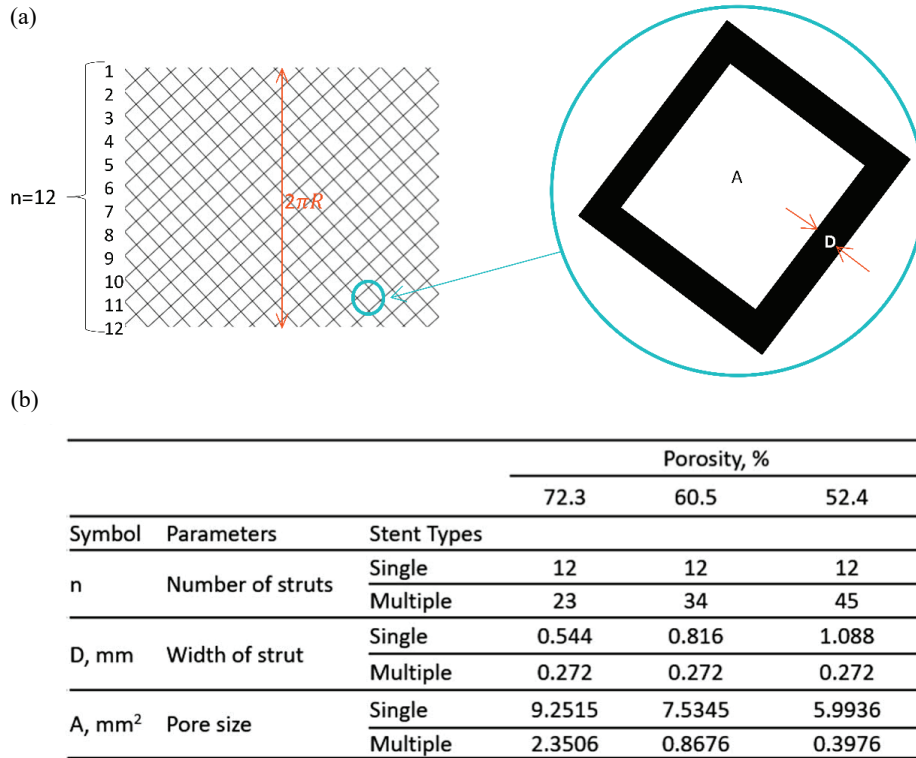 (a)
n=12
1
2
3
4
5
6
7
8
9
10
11
12
2πR
A
D
(b)
Porosity, %
72.3 60.5 52.4
Symbol Parameters Stent Types
n Number of struts Single 12 12 12
Multiple 23 34 45
D, mm Width of strut Single 0.544 0.816 1.088
Multiple 0.272 0.272 0.272
A, mm² Pore size Single 9.2515 7.5345 5.9936
Multiple 2.3506 0.8676 0.3976